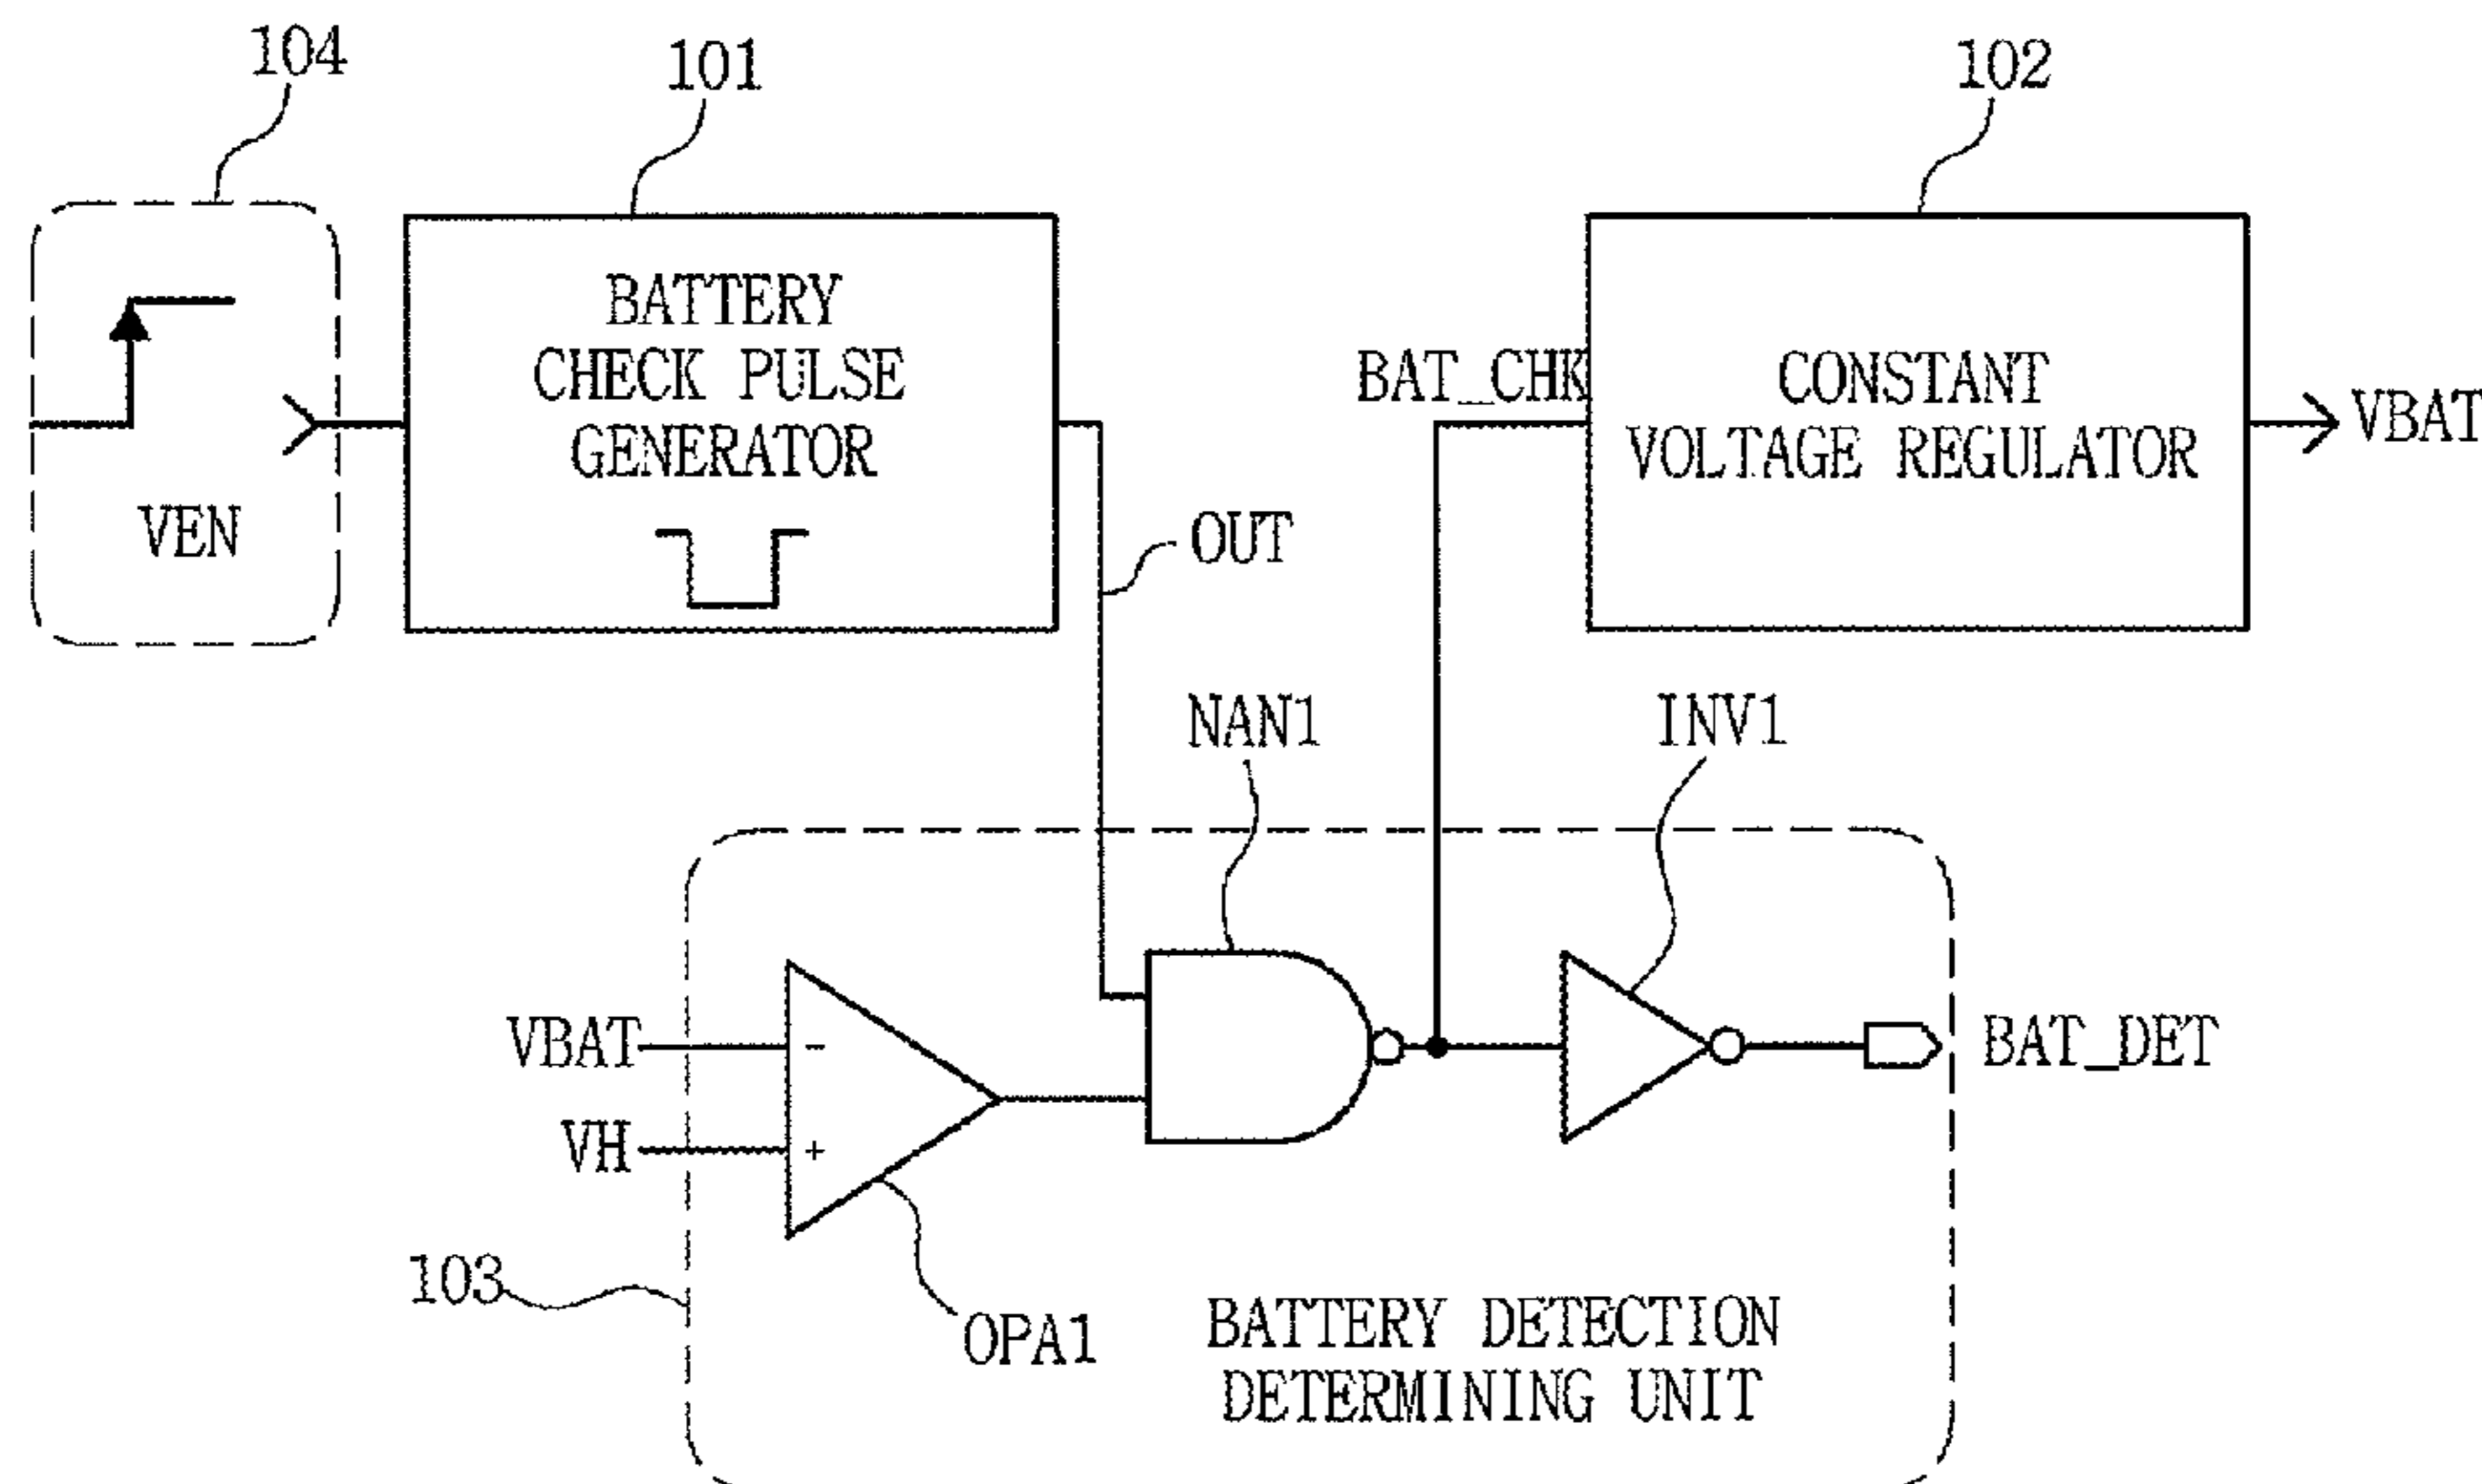 104
101
102
BATTERY
CHECK PULSE
GENERATOR
BAT_CHK
CONSTANT
VOLTAGE REGULATOR
VBAT
VEN
OUT
NAN1
INV1
VBAT
-
VH
+
BAT_DET
103
OPA1
BATTERY DETECTION
DETERMINING UNIT